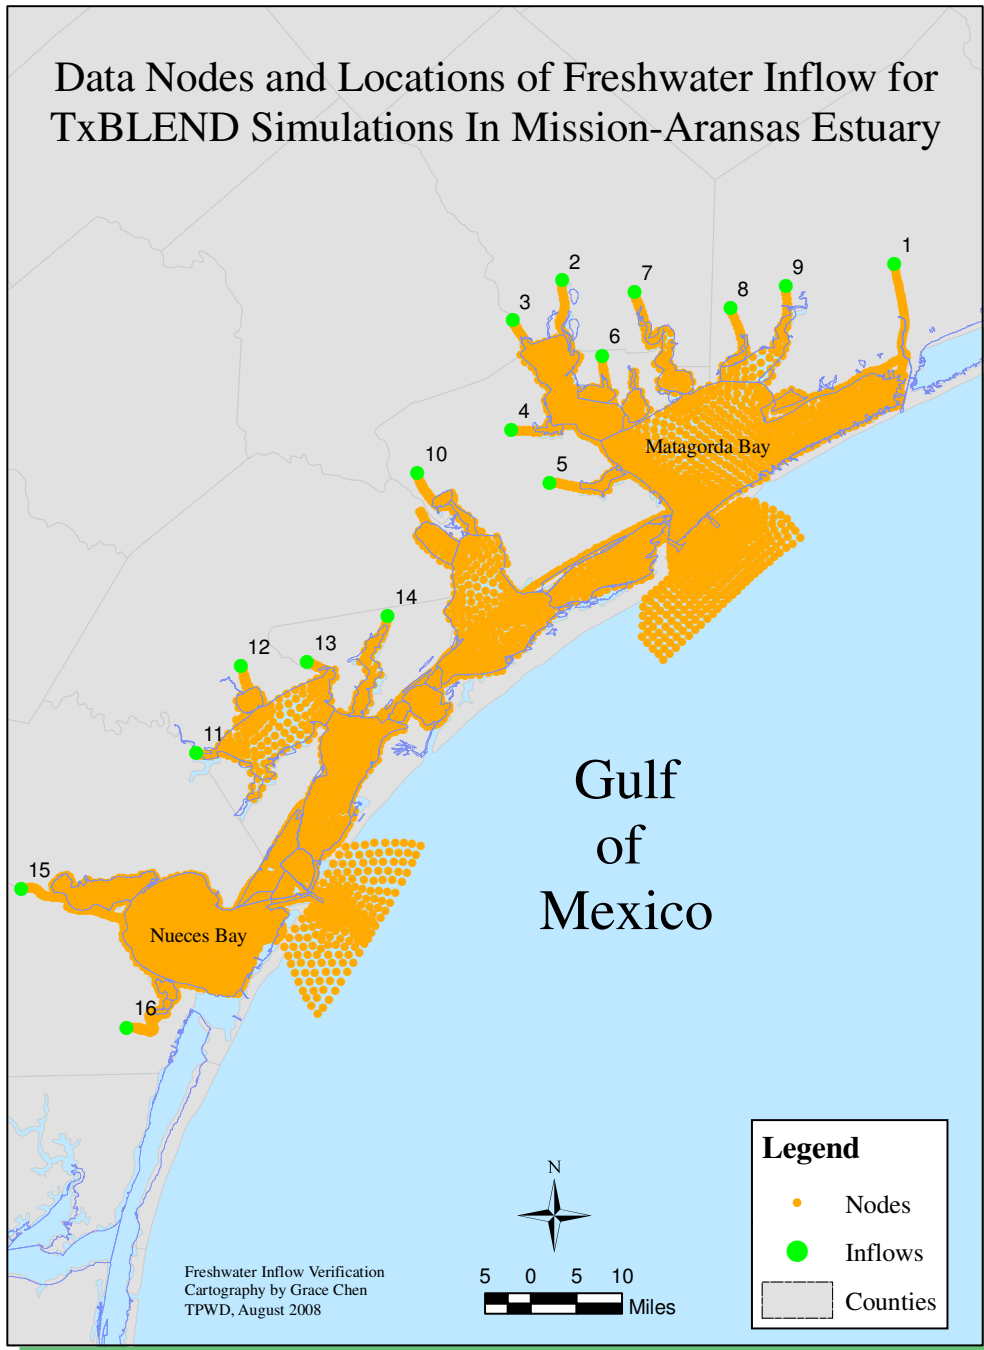 Data Nodes and Locations of Freshwater Inflow for
TxBLEND Simulations In Mission-Aransas Estuary
1
2
7
9
8
3
6
4
Matagorda Bay
10
5
14
12
13
11
Gulf
of
Mexico
15
Nueces Bay
16
Legend
Nodes
Inflows
Counties
N
Freshwater Inflow Verification
Cartography by Grace Chen
TPWD, August 2008
5 0 5 10
Miles